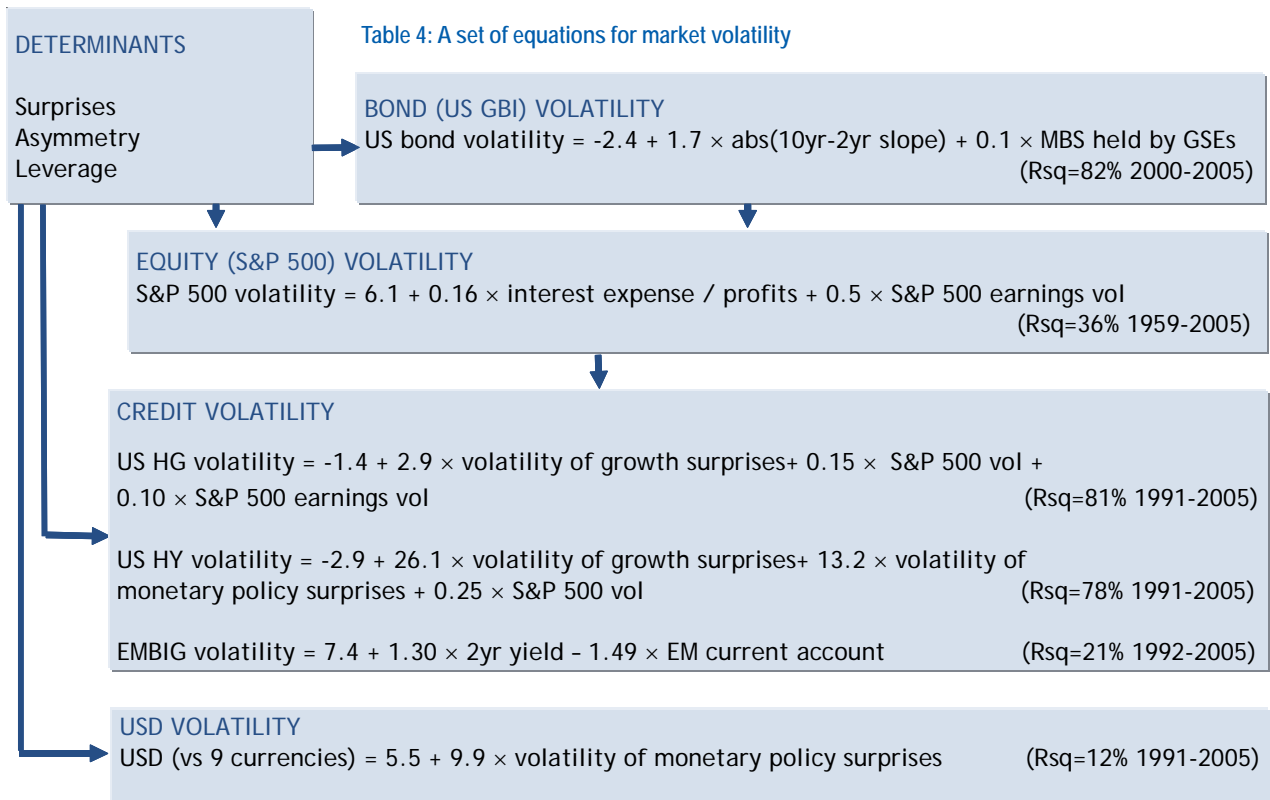 DETERMINANTS
Surprises
Asymmetry
Leverage
Table 4: A set of equations for market volatility
BOND (US GBI) VOLATILITY
US bond volatility = -2.4 + 1.7 × abs(10yr-2yr slope) + 0.1 × MBS held by GSEs
(Rsq=82% 2000-2005)
EQUITY (S&P 500) VOLATILITY
S&P 500 volatility = 6.1 + 0.16 × interest expense / profits + 0.5 × S&P 500 earnings vol
(Rsq=36% 1959-2005)
CREDIT VOLATILITY
US HG volatility = -1.4 + 2.9 × volatility of growth surprises+ 0.15 × S&P 500 vol +
0.10 × S&P 500 earnings vol (Rsq=81% 1991-2005)
US HY volatility = -2.9 + 26.1 × volatility of growth surprises+ 13.2 × volatility of
monetary policy surprises + 0.25 × S&P 500 vol (Rsq=78% 1991-2005)
EMBIG volatility = 7.4 + 1.30 × 2yr yield – 1.49 × EM current account (Rsq=21% 1992-2005)
USD VOLATILITY
USD (vs 9 currencies) = 5.5 + 9.9 × volatility of monetary policy surprises (Rsq=12% 1991-2005)